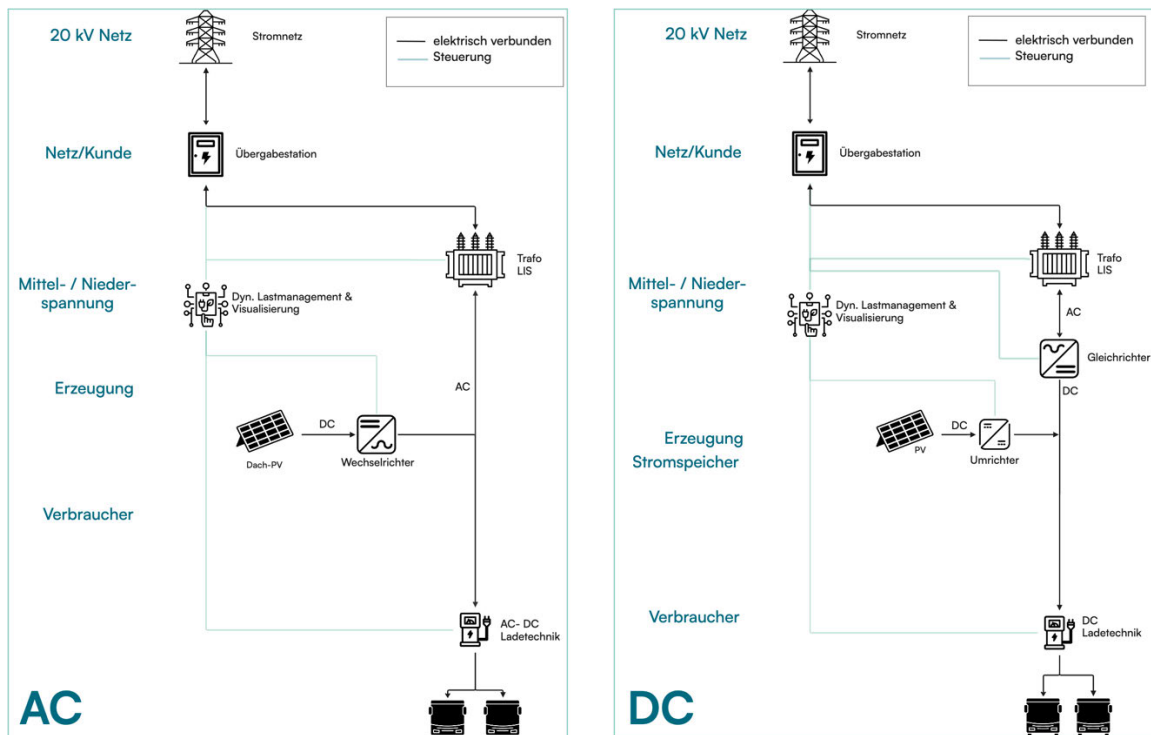 20 kV Netz
Stromnetz
elektrisch verbunden
Steuerung
Netz/Kunde
Übergabestation
Trafo
LIS
Mittel- / Nieder-
spannung
Dyn. Lastmanagement &
Visualisierung
Erzeugung
AC
DC
Dach-PV
Wechselrichter
Verbraucher
AC- DC
Ladetechnik
AC
20 kV Netz
Stromnetz
elektrisch verbunden
Steuerung
Netz/Kunde
Übergabestation
Trafo
LIS
Mittel- / Nieder-
spannung
Dyn. Lastmanagement &
Visualisierung
AC
Gleichrichter
DC
Erzeugung
Stromspeicher
DC
PV
Umrichter
Verbraucher
DC
Ladetechnik
DC